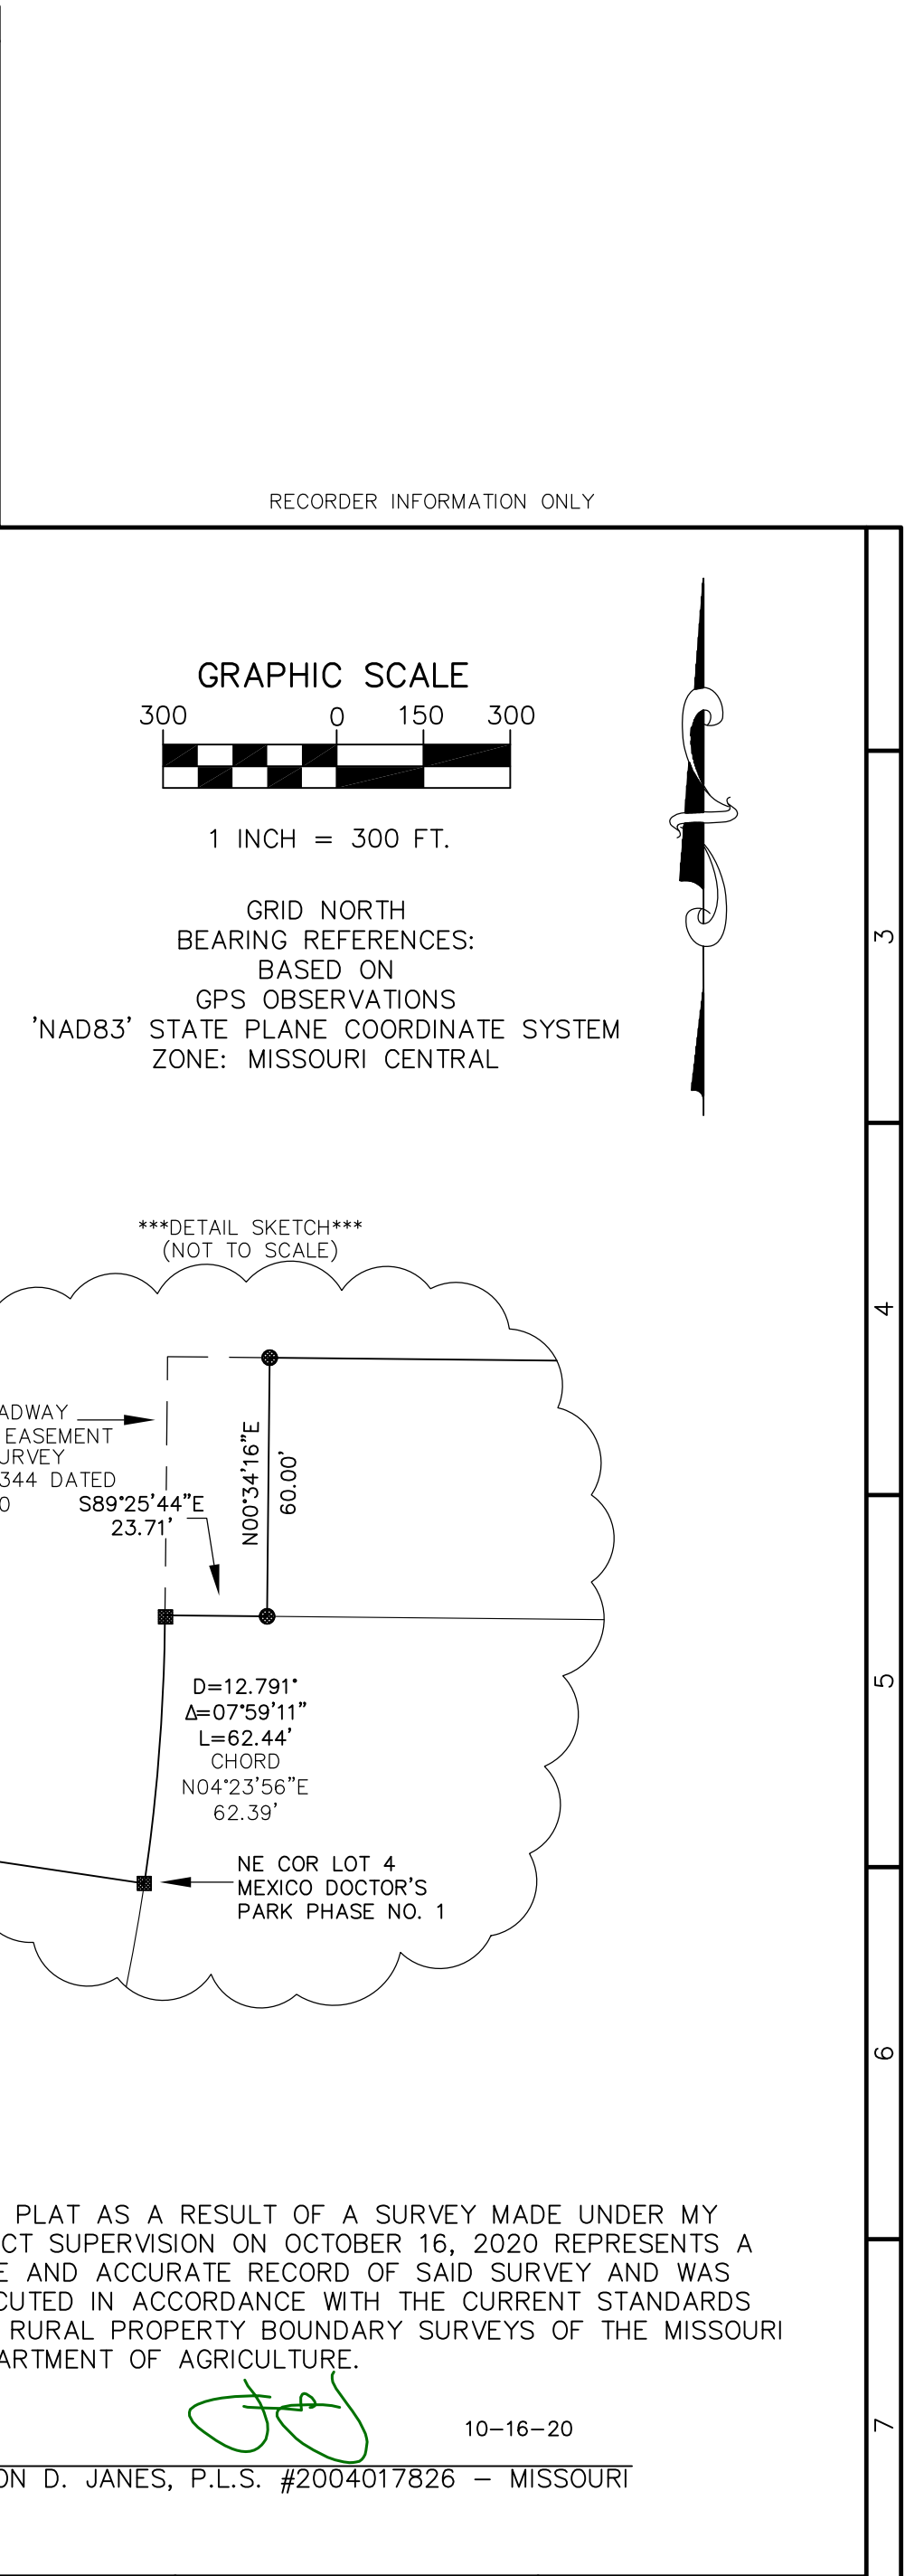 RECORDER INFORMATION ONLY
GRAPHIC SCALE
300 0 150 300
1 INCH = 300 FT.
GRID NORTH
BEARING REFERENCES:
BASED ON
GPS OBSERVATIONS
'NAD83' STATE PLANE COORDINATE SYSTEM
ZONE: MISSOURI CENTRAL
3
***DETAIL SKETCH***
(NOT TO SCALE)
4
ADWAY
EASEMENT
URVEY
344 DATED
0
S89°25'44"E
23.71'
N00°34'16"E
60.00'
D=12.791°
Δ=07°59'11"
L=62.44'
CHORD
N04°23'56"E
62.39'
5
NE COR LOT 4
MEXICO DOCTOR'S
PARK PHASE NO. 1
6
PLAT AS A RESULT OF A SURVEY MADE UNDER MY
CT SUPERVISION ON OCTOBER 16, 2020 REPRESENTS A
E AND ACCURATE RECORD OF SAID SURVEY AND WAS
CUTED IN ACCORDANCE WITH THE CURRENT STANDARDS
RURAL PROPERTY BOUNDARY SURVEYS OF THE MISSOURI
ARTMENT OF AGRICULTURE.
10-16-20
7
ON D. JANES, P.L.S. #2004017826 - MISSOURI